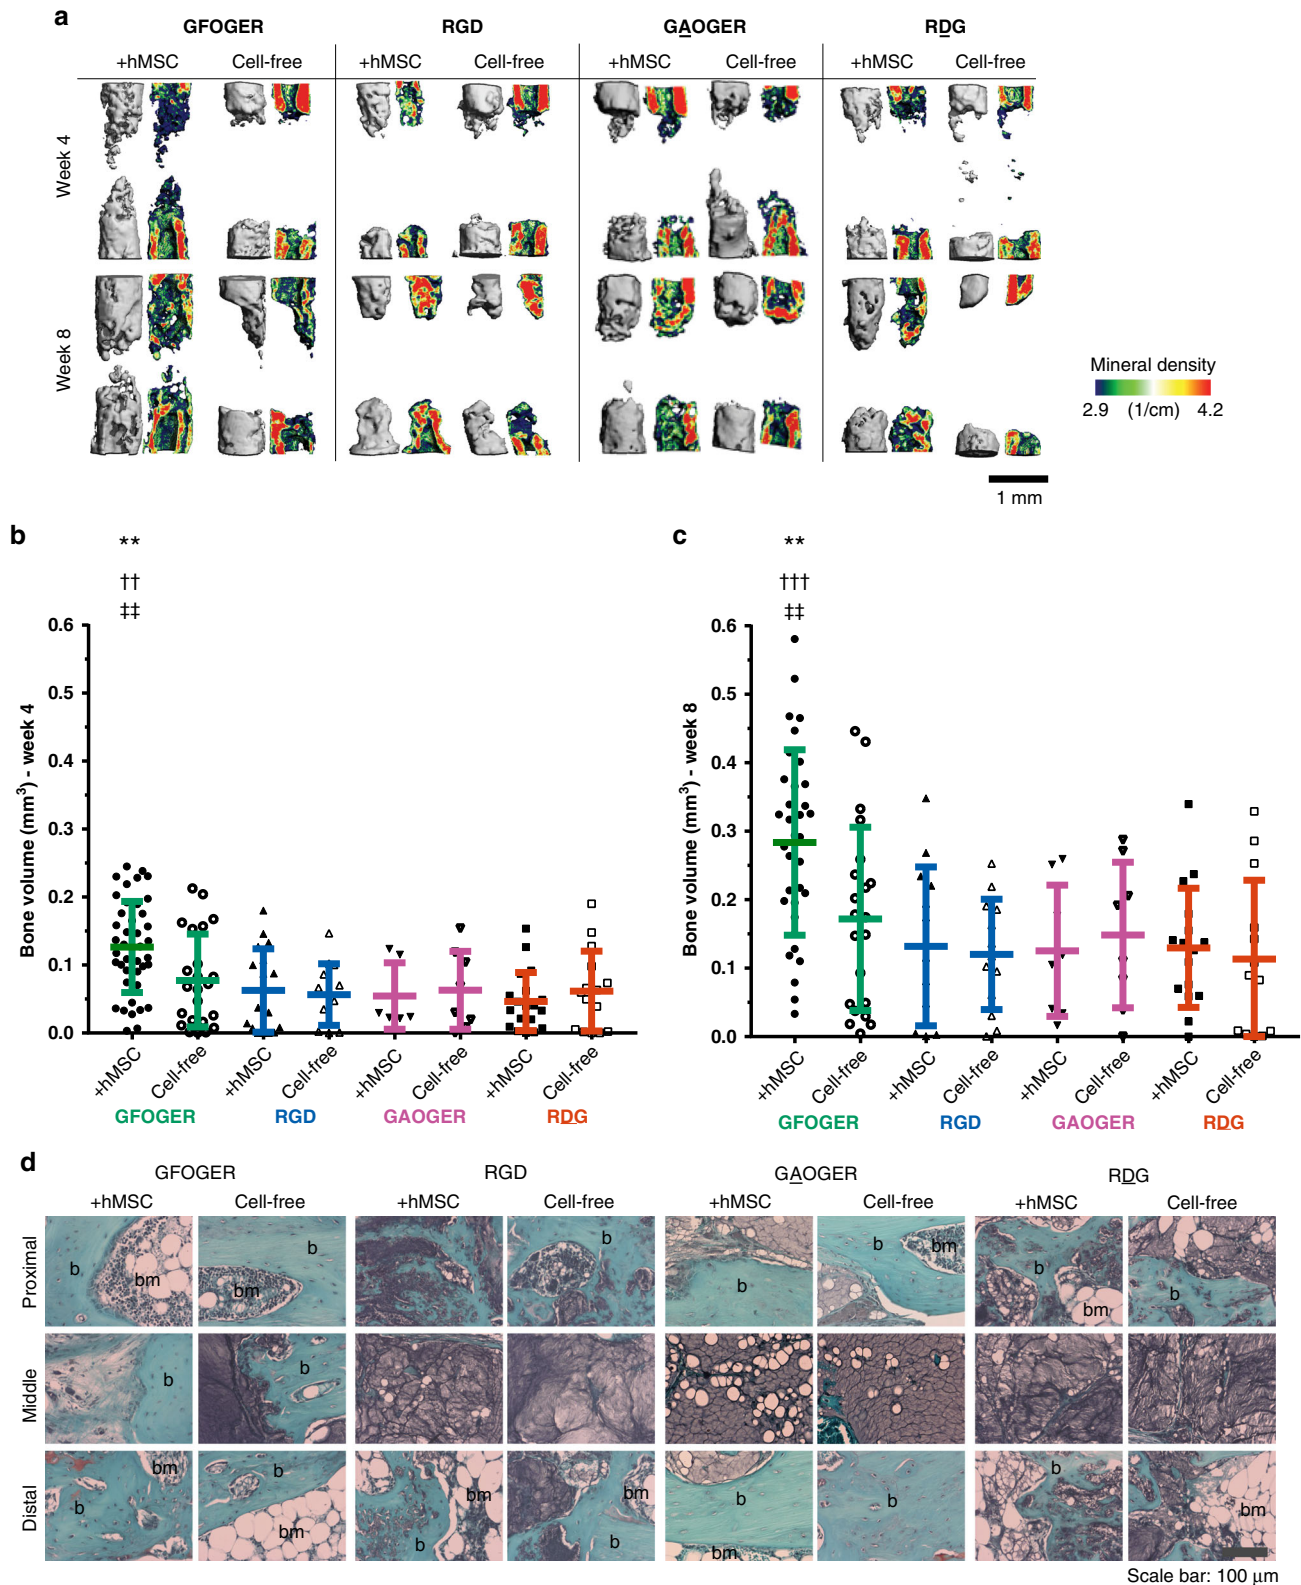 a
GFOGER RGD GAOGER RDG
+hMSC Cell-free +hMSC Cell-free +hMSC Cell-free +hMSC Cell-free
Week 4
Week 8
Mineral density
2.9 (1/cm) 4.2
1 mm
b
**
††
‡‡
Bone volume (mm³) - week 4
0.6
0.5
0.4
0.3
0.2
0.1
0.0
+hMSC Cell-free +hMSC Cell-free +hMSC Cell-free +hMSC Cell-free
GFOGER RGD GAOGER RDG
c
**
†††
‡‡
Bone volume (mm³) - week 8
0.6
0.5
0.4
0.3
0.2
0.1
0.0
+hMSC Cell-free +hMSC Cell-free +hMSC Cell-free +hMSC Cell-free
GFOGER RGD GAOGER RDG
d
GFOGER RGD GAOGER RDG
+hMSC Cell-free +hMSC Cell-free +hMSC Cell-free +hMSC Cell-free
Proximal
b bm b bm b b b bm b bm b
Middle
b b
Distal
bm b b bm bm b bm b b bm b b bm
Scale bar: 100 µm